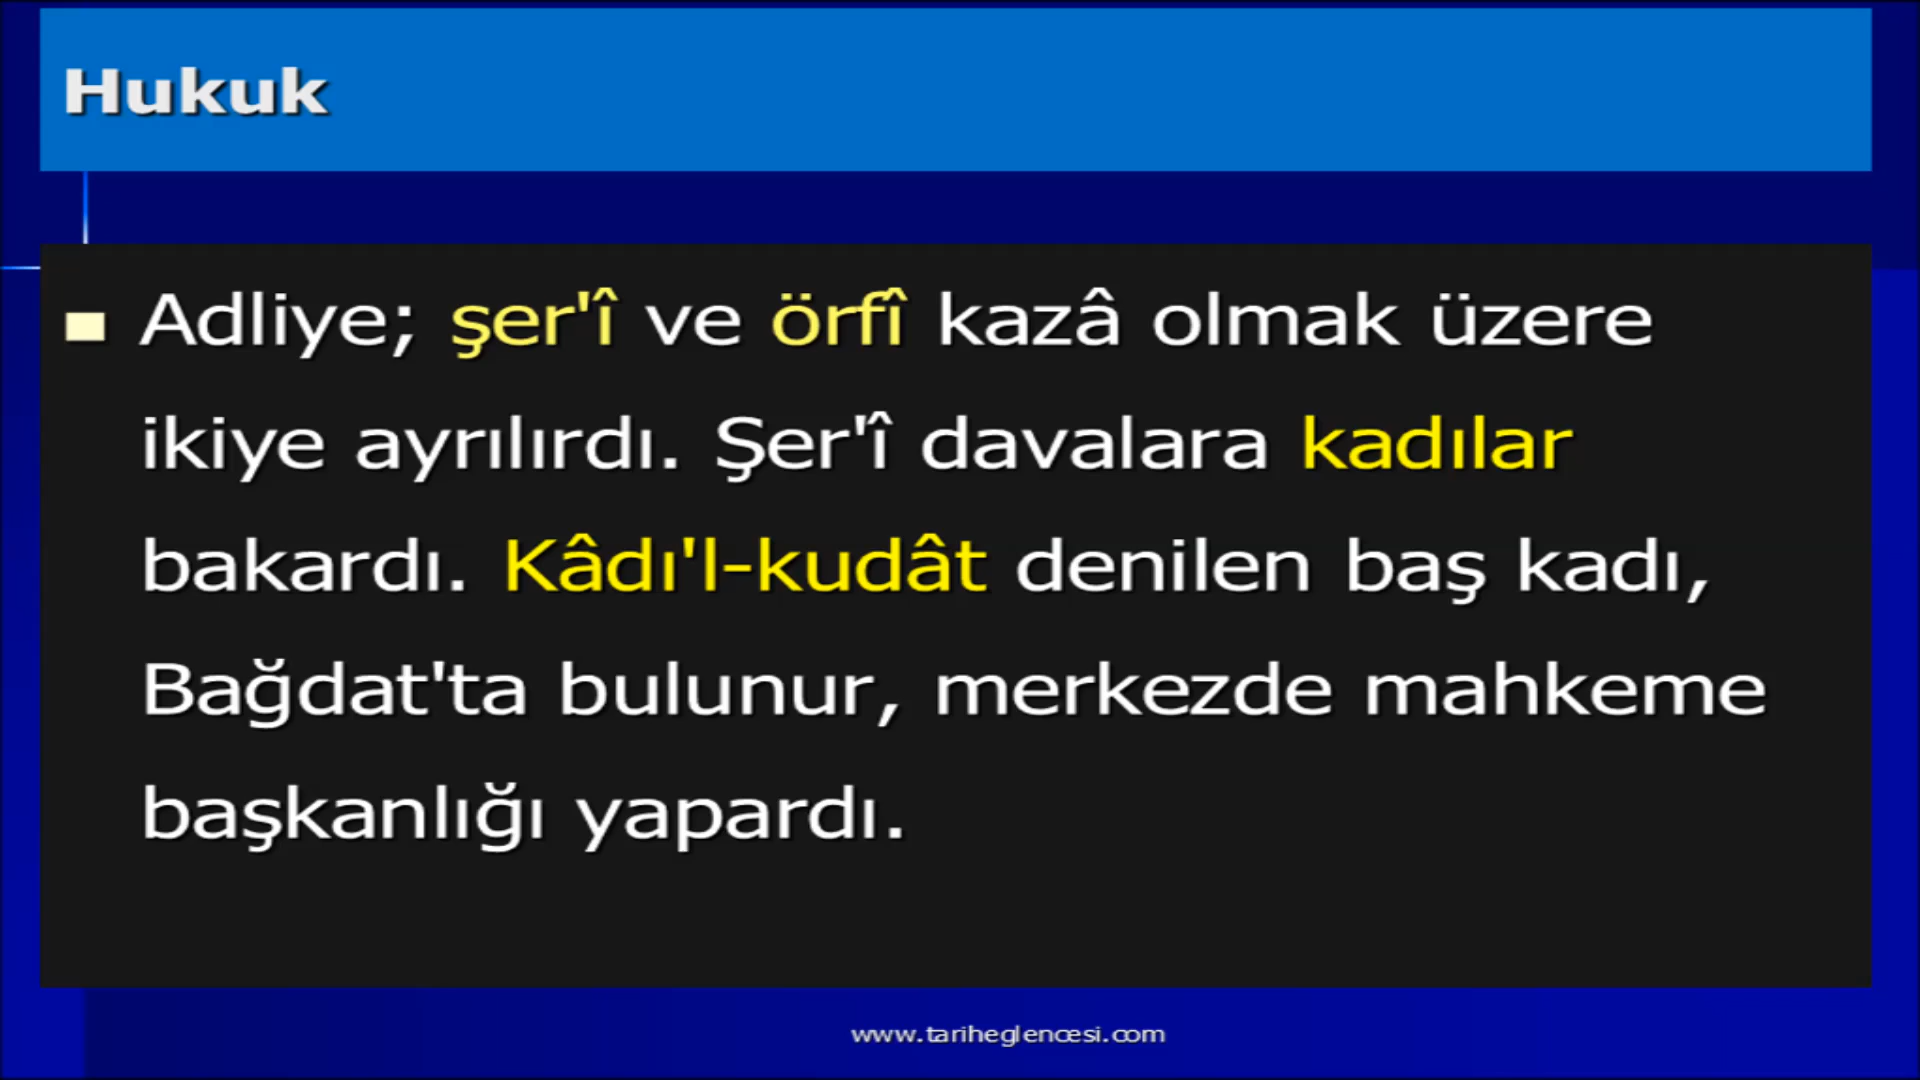 Hukuk
Adliye; şer'î ve örfî kazâ olmak üzere
ikiye ayrılırdı. Şer'î davalara kadılar
bakardı. Kâdı'l-kudât denilen baş kadı,
Bağdat'ta bulunur, merkezde mahkeme
başkanlığı yapardı.
www.tariheglencesi.com